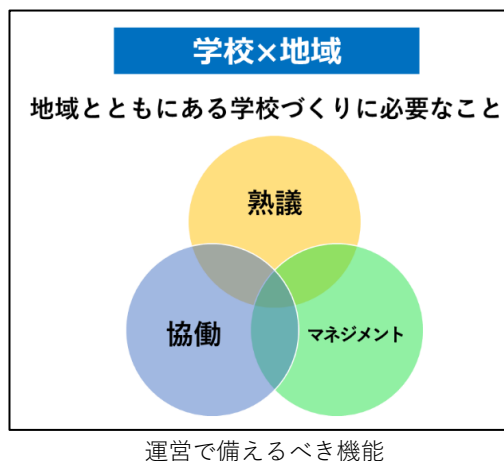 学校×地域
地域とともにある学校づくりに必要なこと
熟議
協働
マネジメント
運営で備えるべき機能